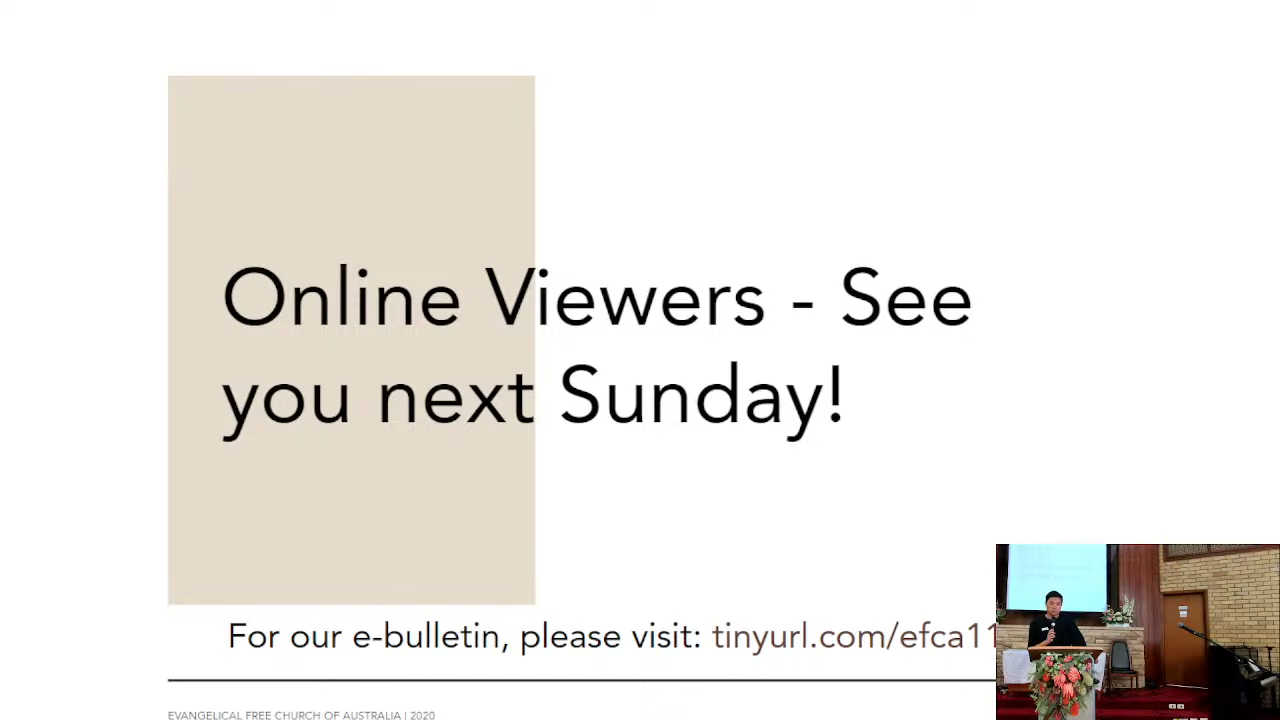 Online Viewers - See
you next Sunday!
For our e-bulletin, please visit: tinyurl.com/efca11
EVANGELICAL FREE CHURCH OF AUSTRALIA | 2020